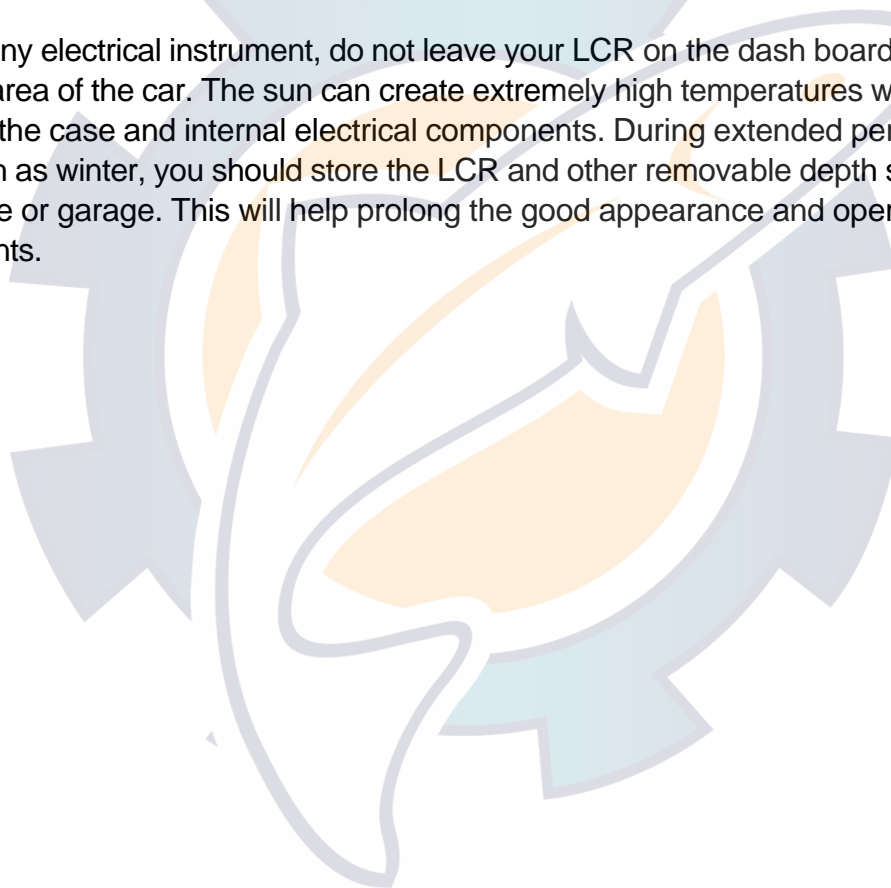 ny electrical instrument, do not leave your LCR on the dash board
area of the car. The sun can create extremely high temperatures w
the case and internal electrical components. During extended per
n as winter, you should store the LCR and other removable depth s
e or garage. This will help prolong the good appearance and oper
nts.